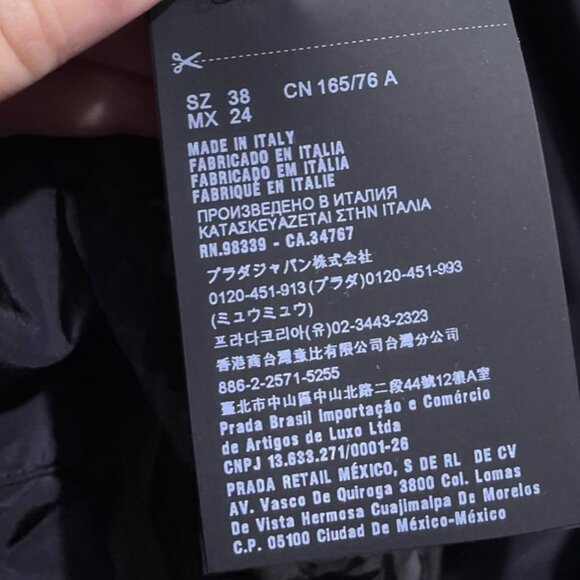 SZ 38 CN 165/76 A
MX 24
MADE IN ITALY
FABRICADO EN ITALIA
FABRICADO EM ITÁLIA
FABRIQUÉ EN ITALIE
ПРОИЗВЕДЕНО В ИТАЛИЯ
ΚΑΤΑΣΚΕΥΑΖΕΤΑΙ ΣΤΗΝ ΙΤΑΛΙΑ
RN.98339 - CA.34767
プラダジャパン株式会社
0120-451-913(プラダ)0120-451-993
(ミュウミュウ)
프라다코리아(유)02-3443-2323
香港商台灣臺比有限公司台灣分公司
886-2-2571-5255
臺北市中山區中山北路二段44號12樓A室
Prada Brasil Importação e Comércio
de Artigos de Luxo Ltda
CNPJ 13.633.271/0001-26
PRADA RETAIL MÉXICO, S DE RL DE CV
AV. Vasco De Quiroga 3800 Col. Lomas
De Vista Hermosa Cuajimalpa De Morelos
C.P. 05100 Ciudad De México-México